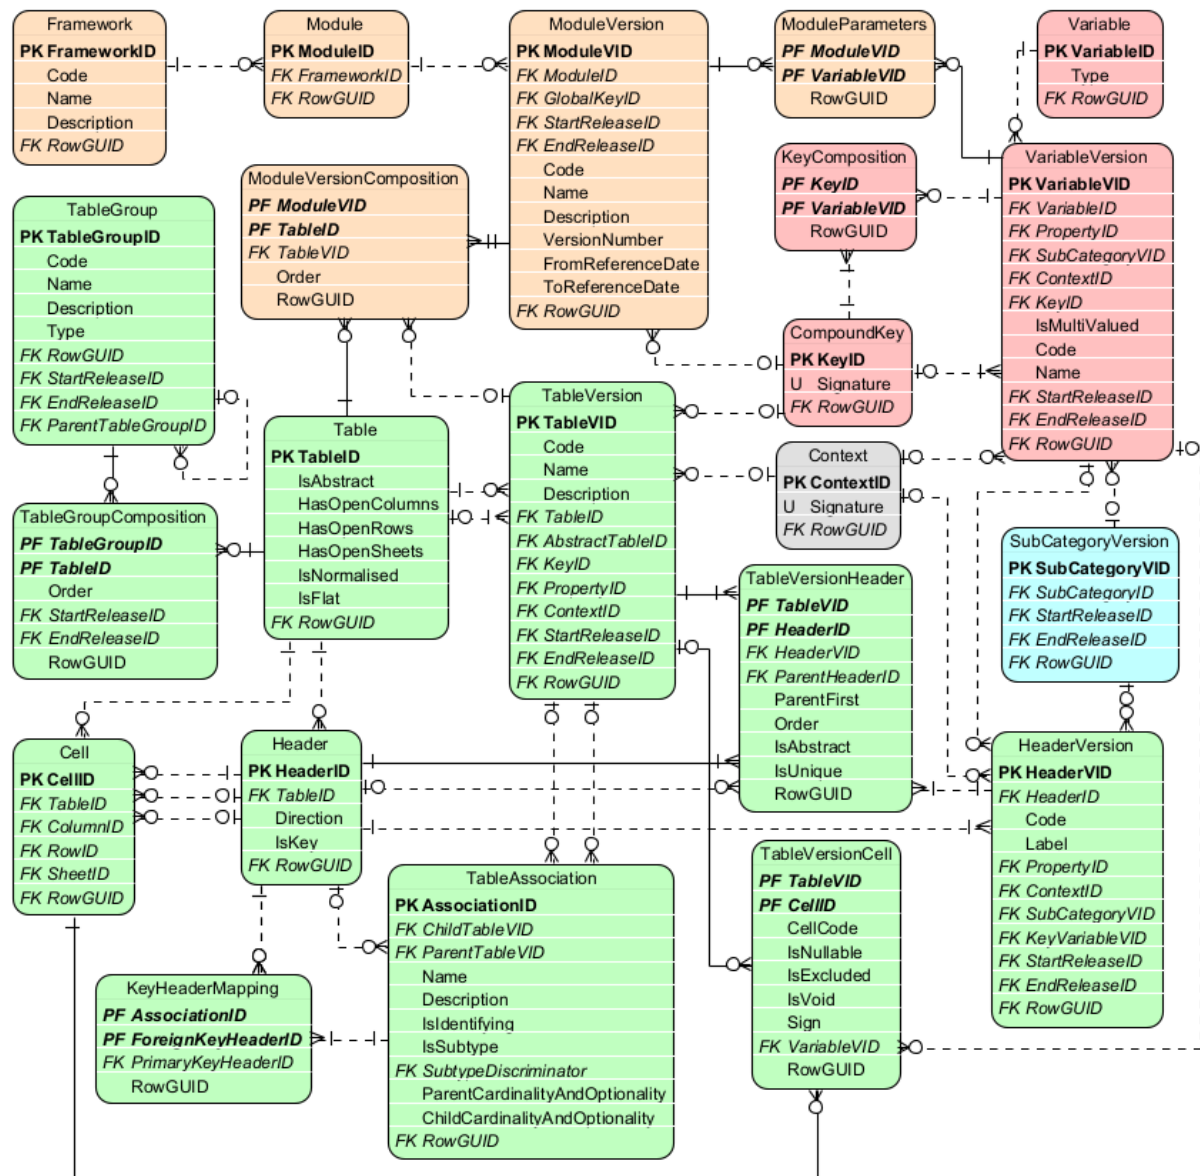 Framework
PK FrameworkID
Code
Name
Description
FK RowGUID
Module
PK ModuleID
FK FrameworkID
FK RowGUID
ModuleVersion
PK ModuleVID
FK ModuleID
FK GlobalKeyID
FK StartReleaseID
FK EndReleaseID
Code
Name
Description
VersionNumber
FromReferenceDate
ToReferenceDate
FK RowGUID
ModuleParameters
PF ModuleVID
PF VariableVID
RowGUID
Variable
PK VariableID
Type
FK RowGUID
KeyComposition
PF KeyID
PF VariableVID
RowGUID
VariableVersion
PK VariableVID
FK VariableID
FK PropertyID
FK SubCategoryVID
FK ContextID
FK KeyID
IsMultiValued
Code
Name
FK StartReleaseID
FK EndReleaseID
FK RowGUID
ModuleVersionComposition
PF ModuleVID
PF TableID
FK TableVID
Order
RowGUID
TableGroup
PK TableGroupID
Code
Name
Description
Type
FK RowGUID
FK StartReleaseID
FK EndReleaseID
FK ParentTableGroupID
CompoundKey
PK KeyID
U Signature
FK RowGUID
TableVersion
PK TableVID
Code
Name
Description
FK TableID
FK AbstractTableID
FK KeyID
FK PropertyID
FK ContextID
FK StartReleaseID
FK EndReleaseID
FK RowGUID
Table
PK TableID
IsAbstract
HasOpenColumns
HasOpenRows
HasOpenSheets
IsNormalised
IsFlat
FK RowGUID
Context
PK ContextID
U Signature
FK RowGUID
TableGroupComposition
PF TableGroupID
PF TableID
Order
FK StartReleaseID
FK EndReleaseID
RowGUID
SubCategoryVersion
PK SubCategoryVID
FK SubCategoryID
FK StartReleaseID
FK EndReleaseID
FK RowGUID
TableVersionHeader
PF TableVID
PF HeaderID
FK HeaderVID
FK ParentHeaderID
ParentFirst
Order
IsAbstract
IsUnique
RowGUID
Cell
PK CellID
FK TableID
FK ColumnID
FK RowID
FK SheetID
FK RowGUID
Header
PK HeaderID
FK TableID
Direction
IsKey
FK RowGUID
HeaderVersion
PK HeaderVID
FK HeaderID
Code
Label
FK PropertyID
FK ContextID
FK SubCategoryVID
FK KeyVariableVID
FK StartReleaseID
FK EndReleaseID
FK RowGUID
TableVersionCell
PF TableVID
PF CellID
CellCode
IsNullable
IsExcluded
IsVoid
Sign
FK VariableVID
RowGUID
TableAssociation
PK AssociationID
FK ChildTableVID
FK ParentTableVID
Name
Description
IsIdentifying
IsSubtype
FK SubtypeDiscriminator
ParentCardinalityAndOptionality
ChildCardinalityAndOptionality
FK RowGUID
KeyHeaderMapping
PF AssociationID
PF ForeignKeyHeaderID
FK PrimaryKeyHeaderID
RowGUID